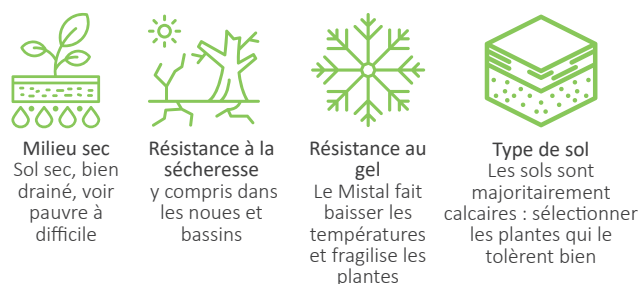 Milieu sec
Sol sec, bien
drainé, voir
pauvre à
difficile
Résistance à la
sécheresse
y compris dans
les noues et
bassins
Résistance au
gel
Le Mistal fait
baisser les
températures
et fragilise les
plantes
Type de sol
Les sols sont
majoritairement
calcaires : sélectionner
les plantes qui le
tolèrent bien